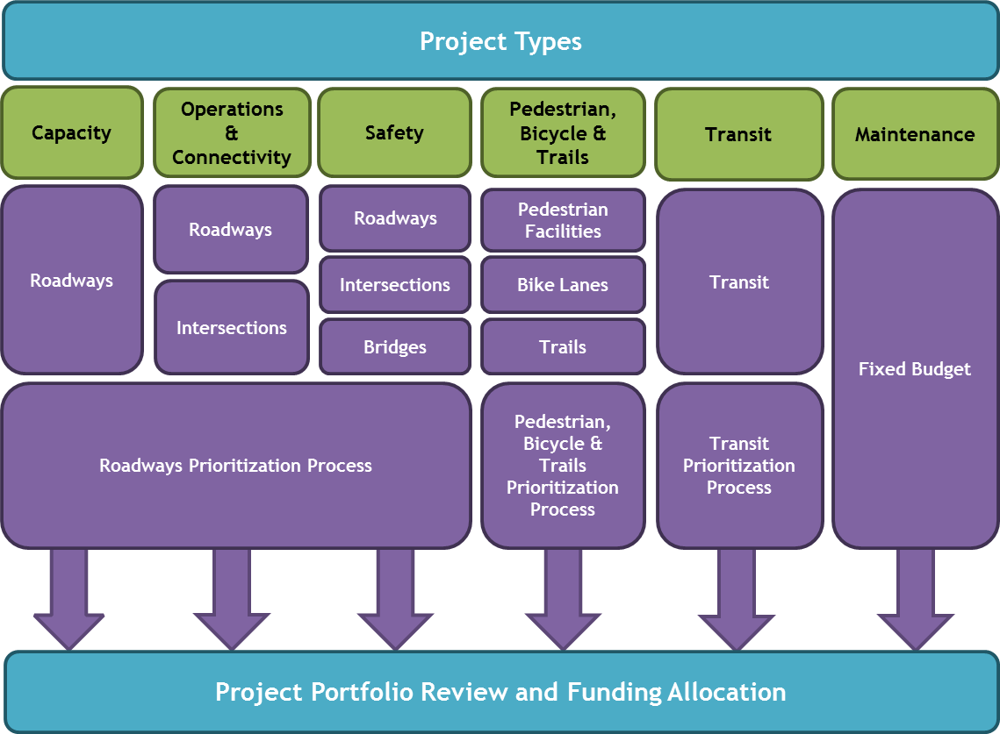 Project Types
Capacity
Operations
&
Connectivity
Safety
Pedestrian,
Bicycle &
Trails
Transit
Maintenance
Roadways
Roadways
Intersections
Roadways
Intersections
Bridges
Pedestrian
Facilities
Bike Lanes
Trails
Transit
Fixed Budget
Roadways Prioritization Process
Pedestrian,
Bicycle &
Trails
Prioritization
Process
Transit
Prioritization
Process
Project Portfolio Review and Funding Allocation